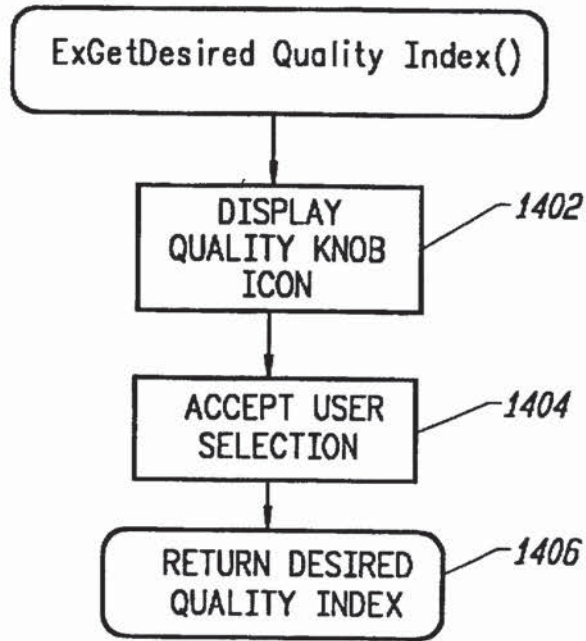 ExGetDesired Quality Index()
DISPLAY
QUALITY KNOB
ICON
1402
ACCEPT USER
SELECTION
1404
RETURN DESIRED
QUALITY INDEX
1406